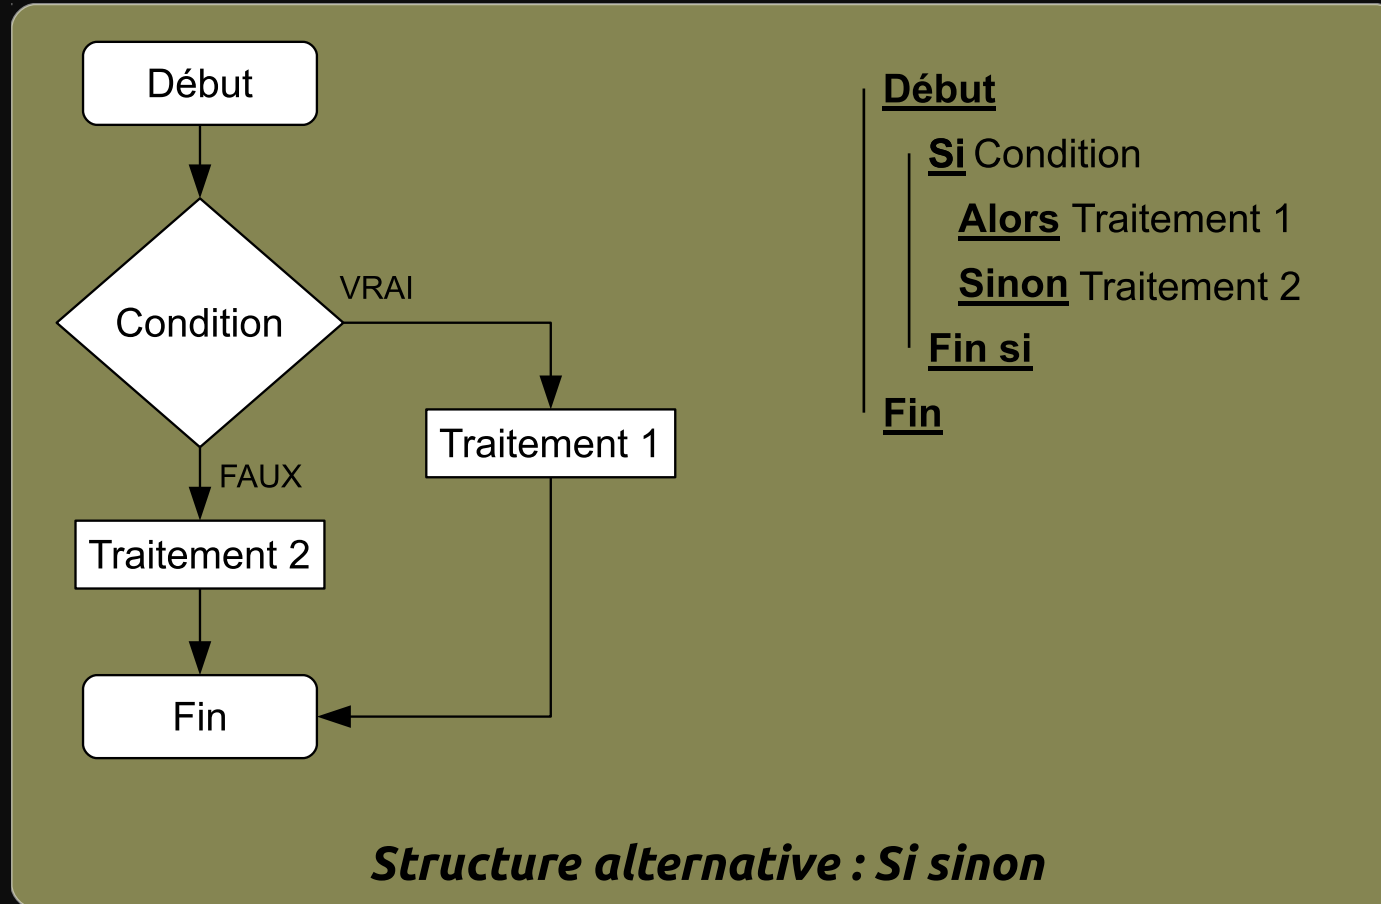 Début
Condition
VRAI
Traitement 1
FAUX
Traitement 2
Fin
Début
Si Condition
Alors Traitement 1
Sinon Traitement 2
Fin si
Fin
Structure alternative : Si sinon